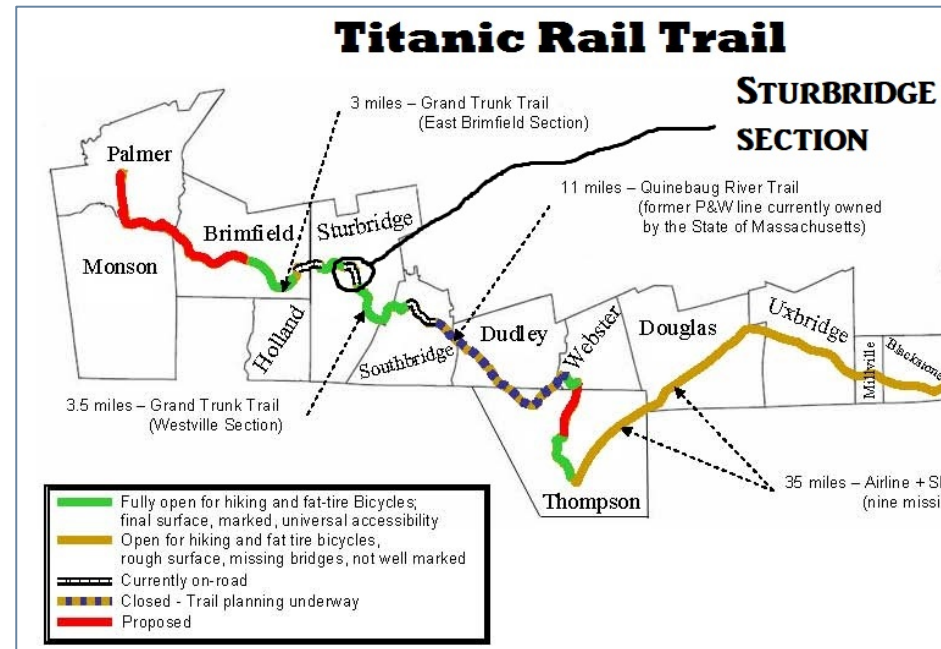 Titanic Rail Trail
STURBRIDGE
SECTION
3 miles – Grand Trunk Trail
(East Brimfield Section)
11 miles – Quinebaug River Trail
(former P&W line currently owned
by the State of Massachusetts)
Palmer
Monson
Brimfield
Sturbridge
Holland
Southbridge
Dudley
Webster
Douglas
Uxbridge
Millville
Blackstone
3.5 miles – Grand Trunk Trail
(Westville Section)
Thompson
35 miles – Airline +
(nine
Fully open for hiking and fat-tire Bicycles;
final surface, marked, universal accessibility
Open for hiking and fat tire bicycles,
rough surface, missing bridges, not well marked
Currently on-road
Closed - Trail planning underway
Proposed